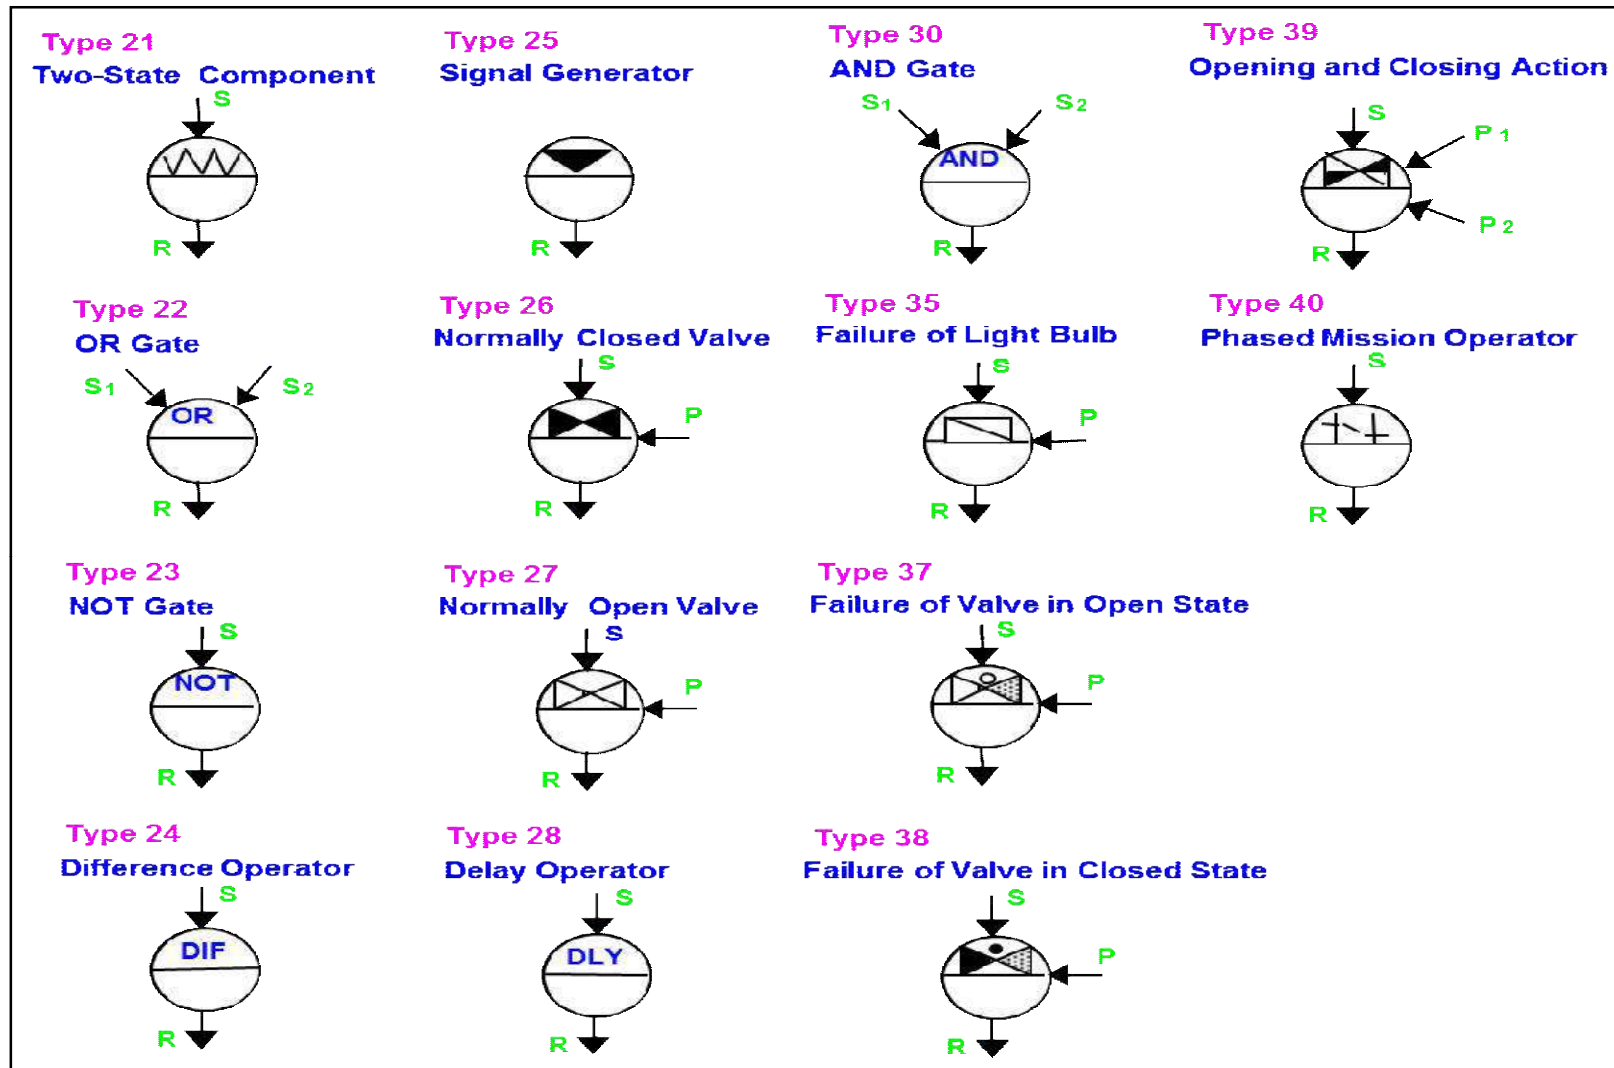 Type 21
Two-State Component
S
R
Type 25
Signal Generator
R
Type 30
AND Gate
S1
S2
AND
R
Type 39
Opening and Closing Action
S
P 1
P 2
R
Type 22
OR Gate
S1
S2
OR
R
Type 26
Normally Closed Valve
S
P
R
Type 35
Failure of Light Bulb
S
P
R
Type 40
Phased Mission Operator
S
R
Type 23
NOT Gate
S
NOT
R
Type 27
Normally Open Valve
S
P
R
Type 37
Failure of Valve in Open State
S
P
R
Type 24
Difference Operator
S
DIF
R
Type 28
Delay Operator
S
DLY
R
Type 38
Failure of Valve in Closed State
S
P
R